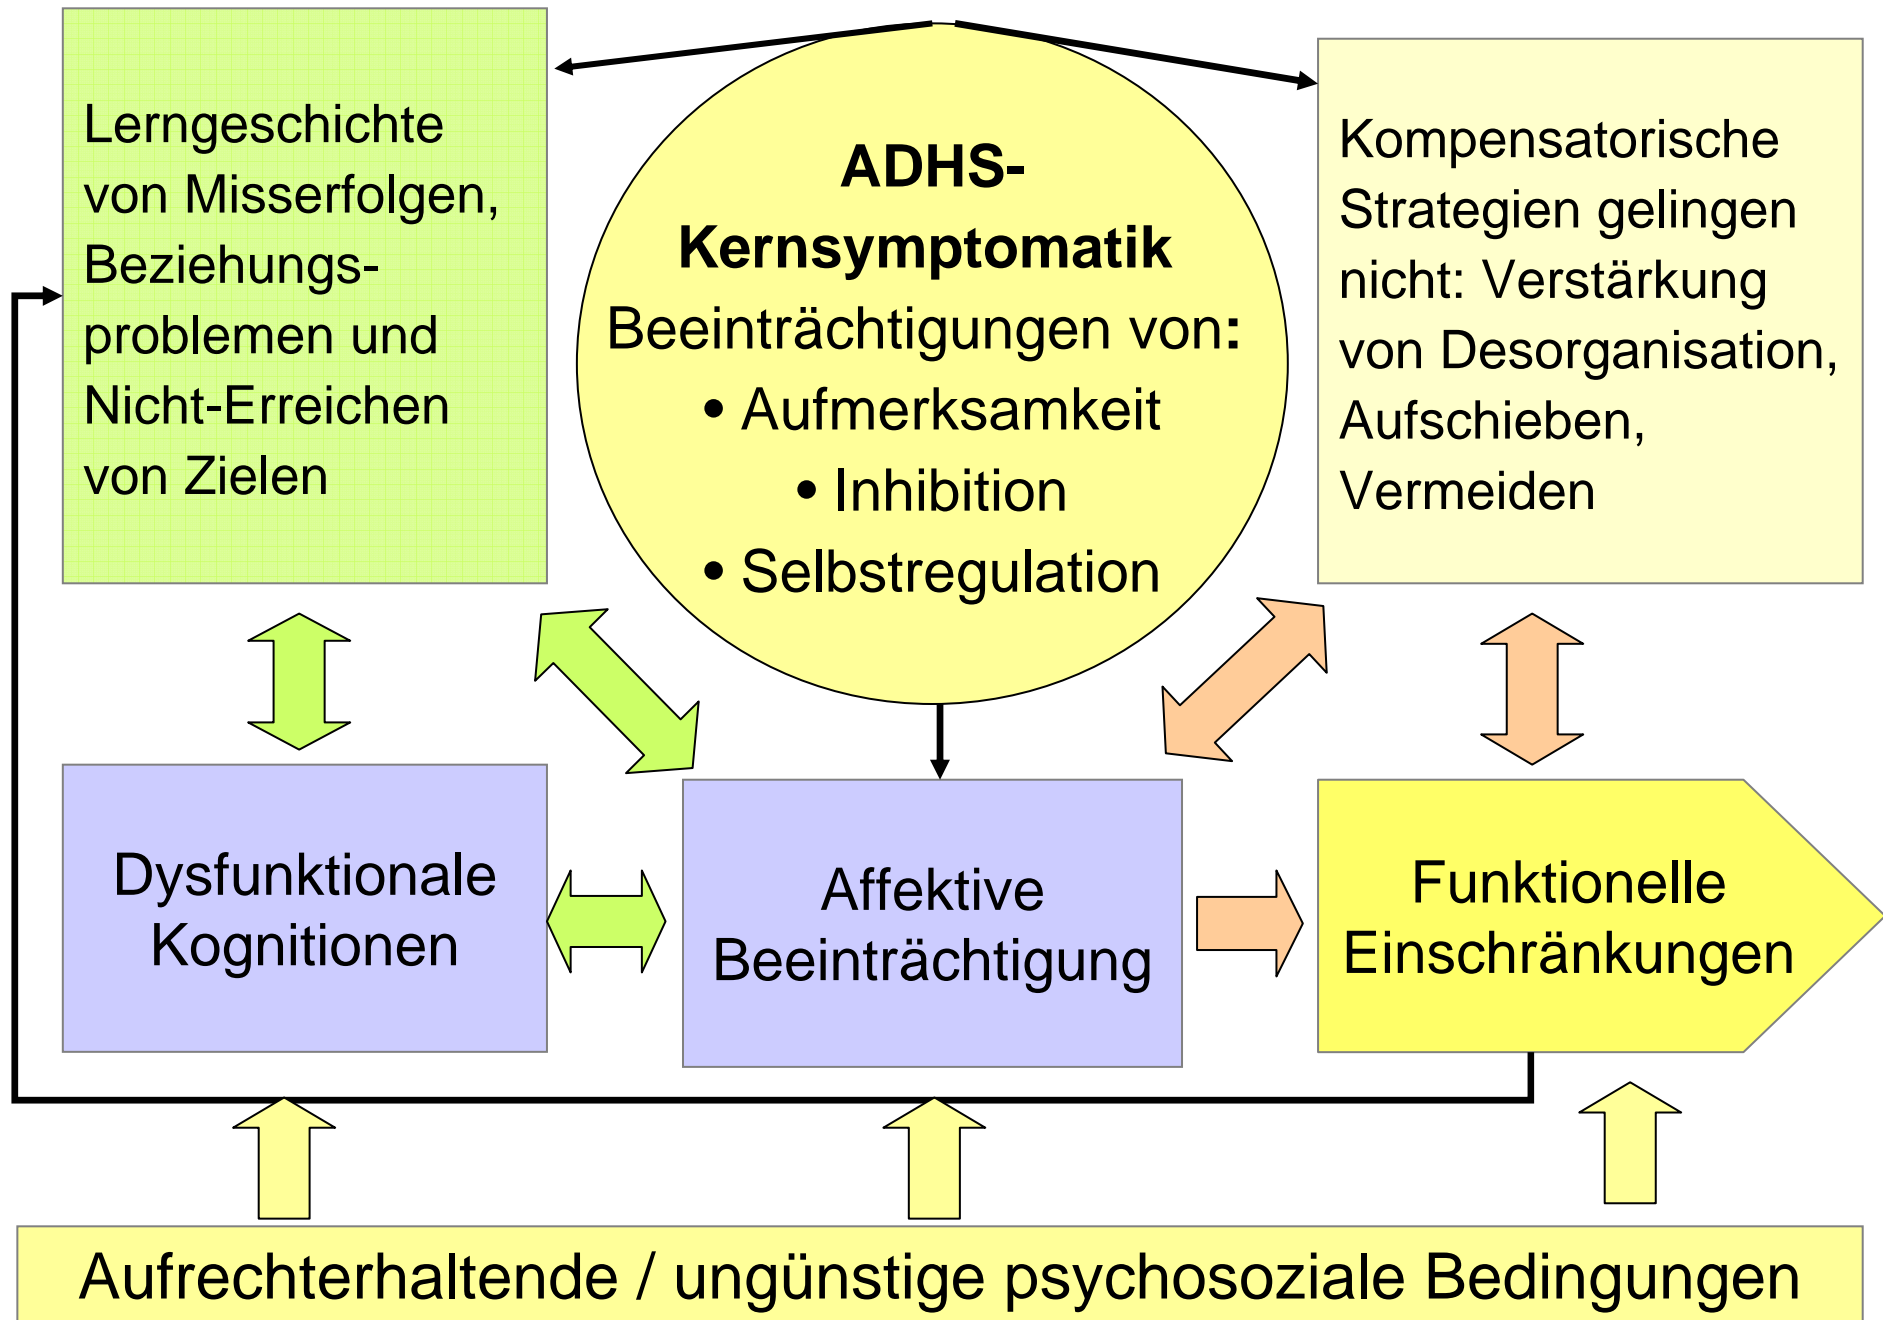 Lerngeschichte
von Misserfolgen,
Beziehungs-
problemen und
Nicht-Erreichen
von Zielen
ADHS-
Kernsymptomatik
Beeinträchtigungen von:
• Aufmerksamkeit
• Inhibition
• Selbstregulation
Kompensatorische
Strategien gelingen
nicht: Verstärkung
von Desorganisation,
Aufschieben,
Vermeiden
Dysfunktionale
Kognitionen
Affektive
Beeinträchtigung
Funktionelle
Einschränkungen
Aufrechterhaltende / ungünstige psychosoziale Bedingungen